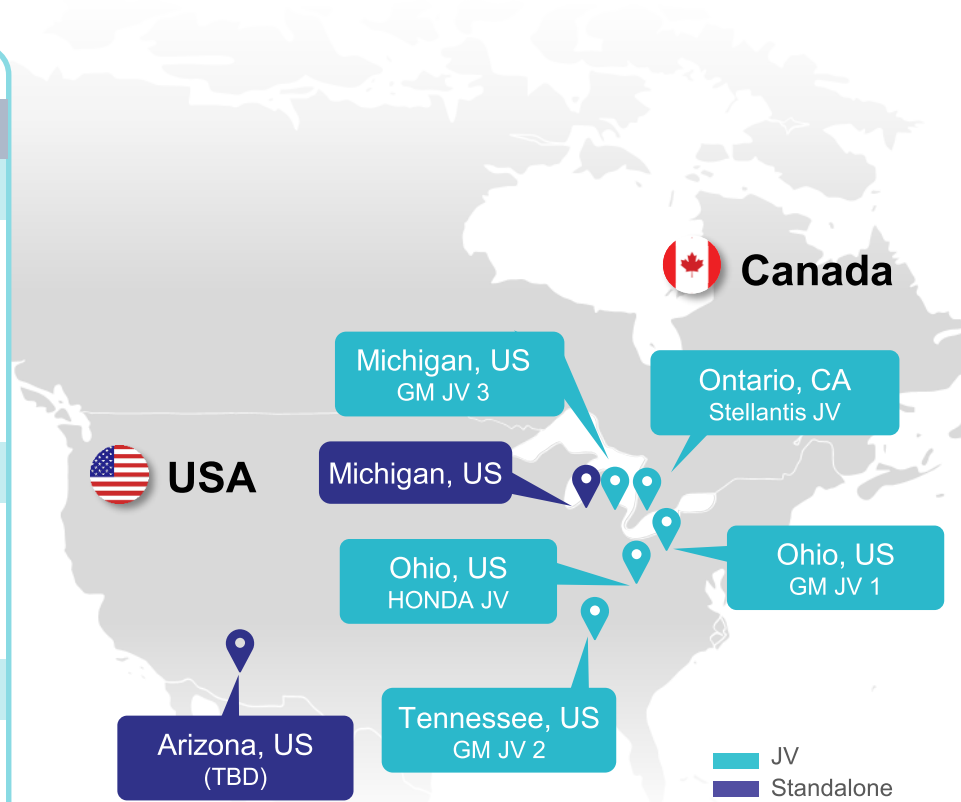 Canada
Michigan, US
GM JV 3
Ontario, CA
Stellantis JV
USA
Michigan, US
Ohio, US
HONDA JV
Ohio, US
GM JV 1
Tennessee, US
GM JV 2
Arizona, US
(TBD)
JV
Standalone